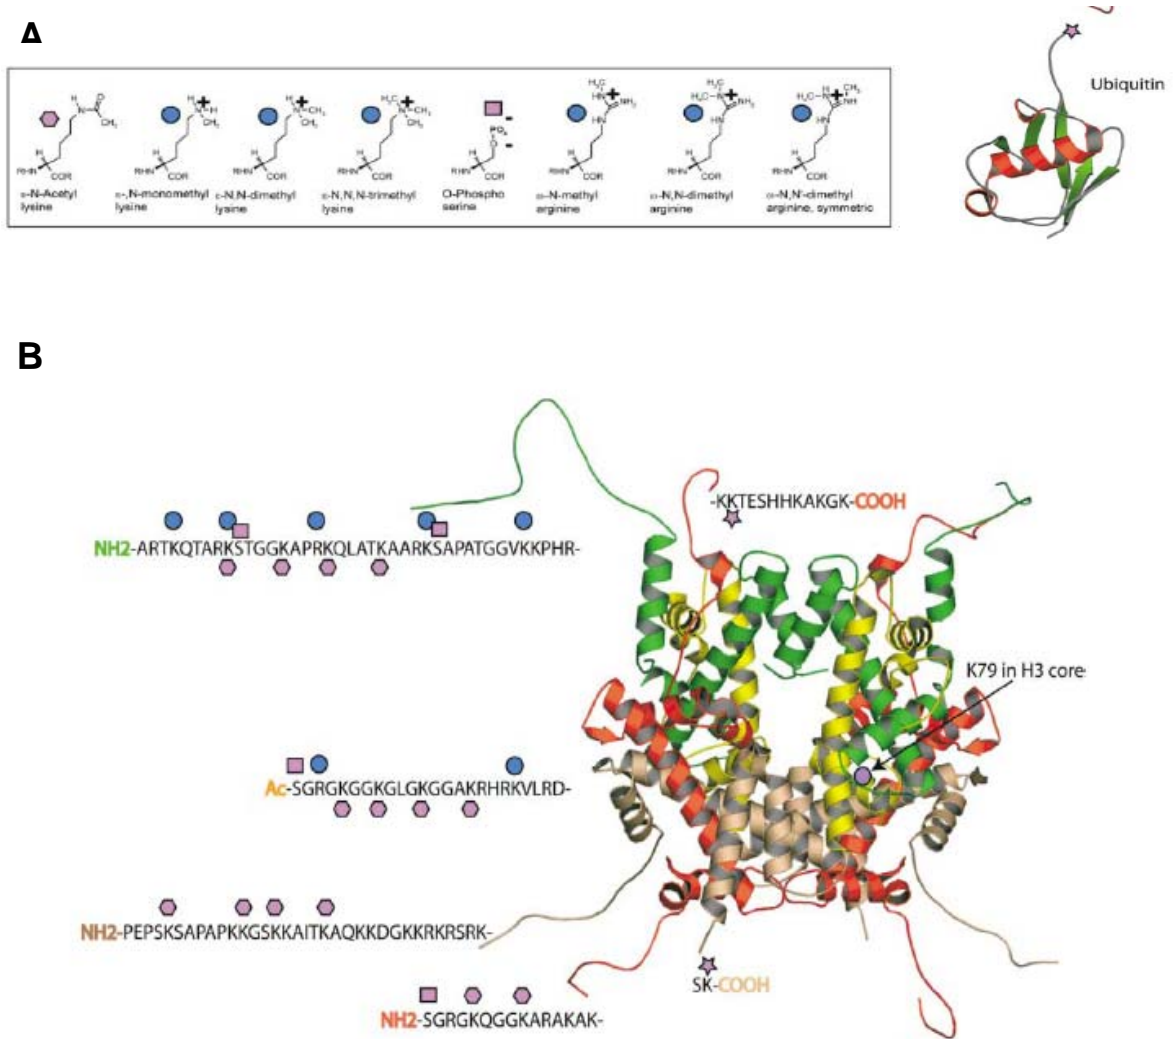 A
Ubiquitin
ε-N-Acetyl lysine
ε-,N-monomethyl lysine
ε-N,N-dimethyl lysine
ε-N,N,N-trimethyl lysine
O-Phospho serine
ω-N-methyl arginine
ω-N,N-dimethyl arginine
ω-N,N'-dimethyl arginine, symmetric
B
-KKTESHHKAKGK-COOH
NH2-ARTKQTARKSTGGKAPRKQLATKAARKSAPATGGVKKPHR-
K79 in H3 core
Ac-SGRGKGGKGLGKGGAKRHRKVLRD-
NH2-PEPSKSAPAPKKGSKKAITKAQKKDGKKRKRSRK-
SK-COOH
NH2-SGRGKQGGKARAKAK-